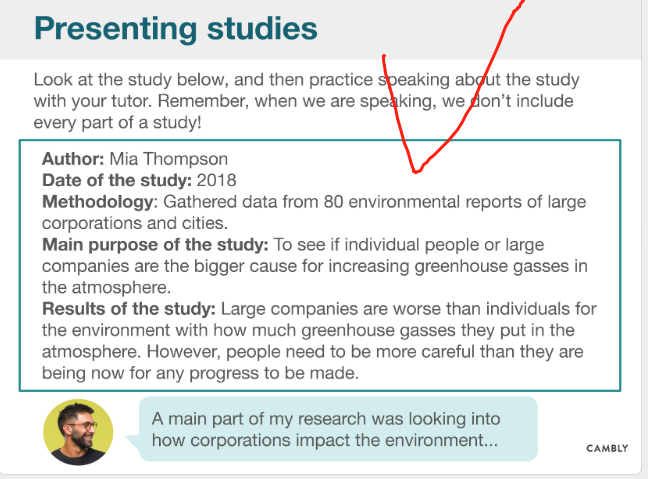 Presenting studies
Look at the study below, and then practice speaking about the study
with your tutor. Remember, when we are speaking, we don't include
every part of a study!
Author: Mia Thompson
Date of the study: 2018
Methodology: Gathered data from 80 environmental reports of large
corporations and cities.
Main purpose of the study: To see if individual people or large
companies are the bigger cause for increasing greenhouse gasses in
the atmosphere.
Results of the study: Large companies are worse than individuals for
the environment with how much greenhouse gasses they put in the
atmosphere. However, people need to be more careful than they are
being now for any progress to be made.
A main part of my research was looking into
how corporations impact the environment...
CAMBLY